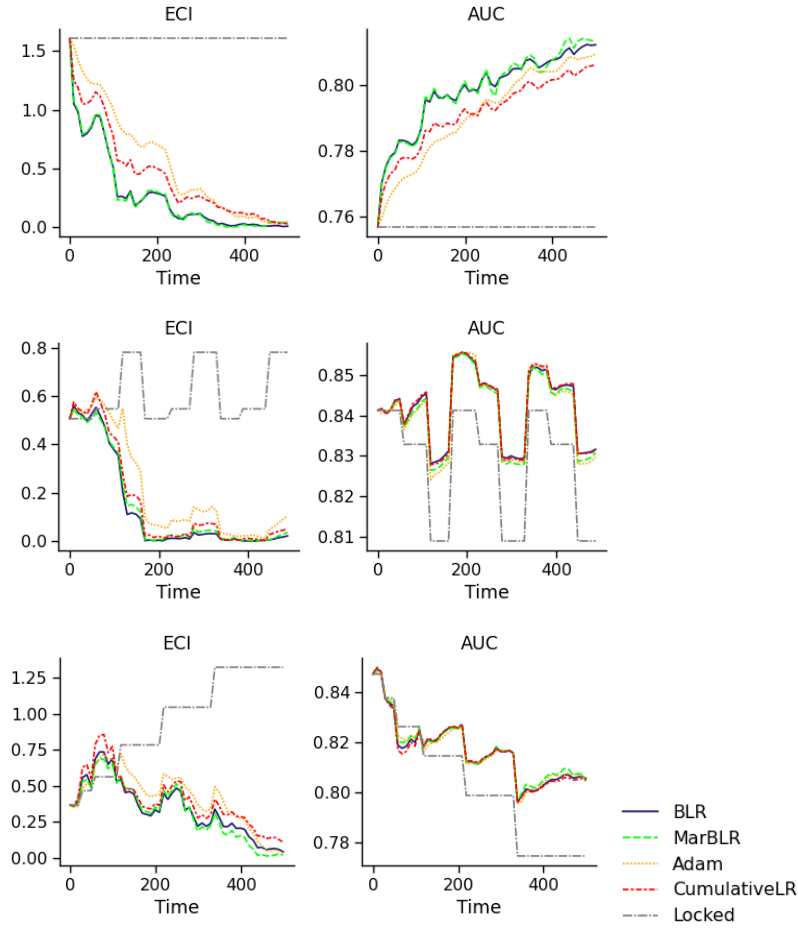 ECI
AUC
1.5
1.0
0.5
0.0
0.80
0.78
0.76
0
200
400
0
200
400
Time
Time
ECI
AUC
0.8
0.6
0.4
0.2
0.0
0.85
0.84
0.83
0.82
0.81
0
200
400
0
200
400
Time
Time
ECI
AUC
1.25
1.00
0.75
0.50
0.25
0.00
0.84
0.82
0.80
0.78
0
200
400
0
200
400
Time
Time
BLR
MarBLR
Adam
CumulativeLR
Locked